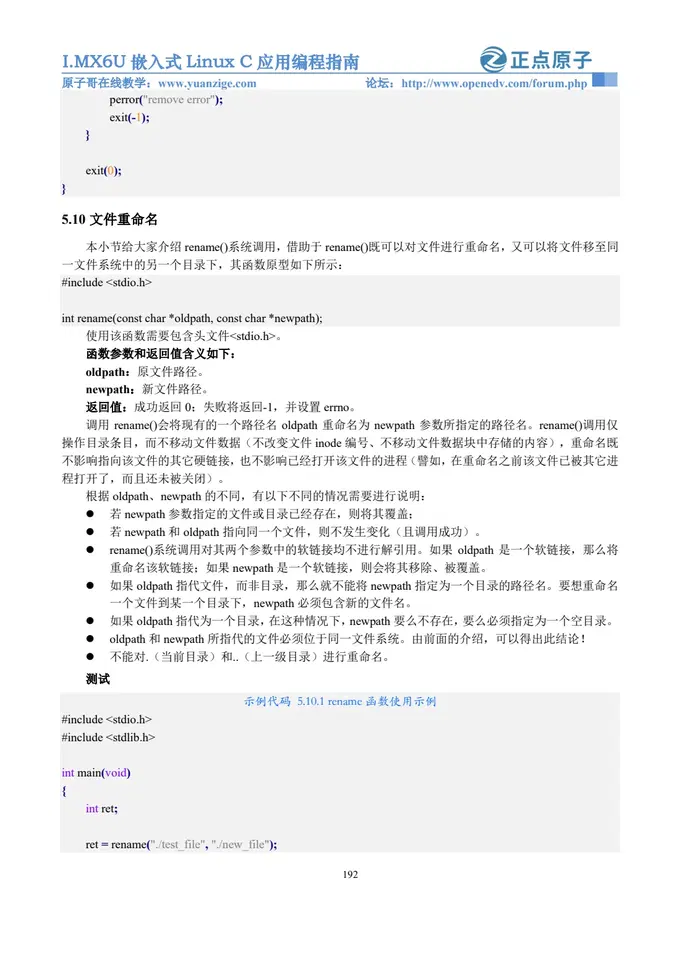 I.MX6U 嵌入式 Linux C 应用编程指南
正点原子
原子哥在线教学：www.yuanzige.com 论坛：http://www.openedv.com/forum.php
perror("remove error");
exit(-1);
}
exit(0);
}
5.10 文件重命名
本小节给大家介绍 rename()系统调用，借助于 rename()既可以对文件进行重命名，又可以将文件移至同
一文件系统中的另一个目录下，其函数原型如下所示：
#include <stdio.h>
int rename(const char *oldpath, const char *newpath);
使用该函数需要包含头文件<stdio.h>。
函数参数和返回值含义如下：
oldpath：原文件路径。
newpath：新文件路径。
返回值：成功返回 0；失败将返回-1，并设置 errno。
调用 rename()会将现有的一个路径名 oldpath 重命名为 newpath 参数所指定的路径名。rename()调用仅
操作目录条目，而不移动文件数据（不改变文件 inode 编号、不移动文件数据块中存储的内容），重命名既
不影响指向该文件的其它硬链接，也不影响已经打开该文件的进程（譬如，在重命名之前该文件已被其它进
程打开了，而且还未被关闭）。
根据 oldpath、newpath 的不同，有以下不同的情况需要进行说明：
● 若 newpath 参数指定的文件或目录已经存在，则将其覆盖；
● 若 newpath 和 oldpath 指向同一个文件，则不发生变化（且调用成功）。
● rename()系统调用对其两个参数中的软链接均不进行解引用。如果 oldpath 是一个软链接，那么将
重命名该软链接；如果 newpath 是一个软链接，则会将其移除、被覆盖。
● 如果 oldpath 指代文件，而非目录，那么就不能将 newpath 指定为一个目录的路径名。要想重命名
一个文件到某一个目录下，newpath 必须包含新的文件名。
● 如果 oldpath 指代为一个目录，在这种情况下，newpath 要么不存在，要么必须指定为一个空目录。
● oldpath 和 newpath 所指代的文件必须位于同一文件系统。由前面的介绍，可以得出此结论！
● 不能对.（当前目录）和..（上一级目录）进行重命名。
测试
示例代码 5.10.1 rename 函数使用示例
#include <stdio.h>
#include <stdlib.h>
int main(void)
{
int ret;
ret = rename("./test_file", "./new_file");
192